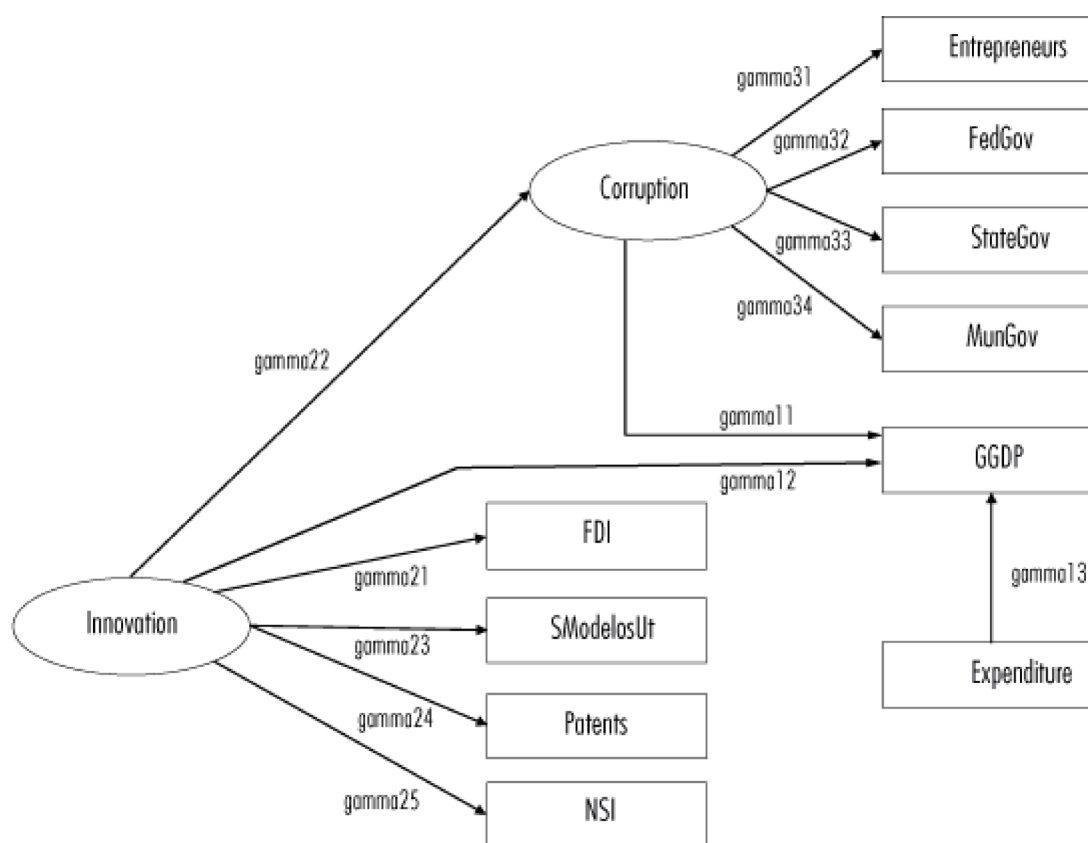 Entrepreneurs
gamma31
FedGov
gamma32
Corruption
StateGov
gamma33
gamma34
MunGov
gamma22
gamma11
GGDP
gamma12
FDI
gamma21
gamma13
Innovation
SModelosUt
gamma23
Expenditure
gamma24
Patents
gamma25
NSI